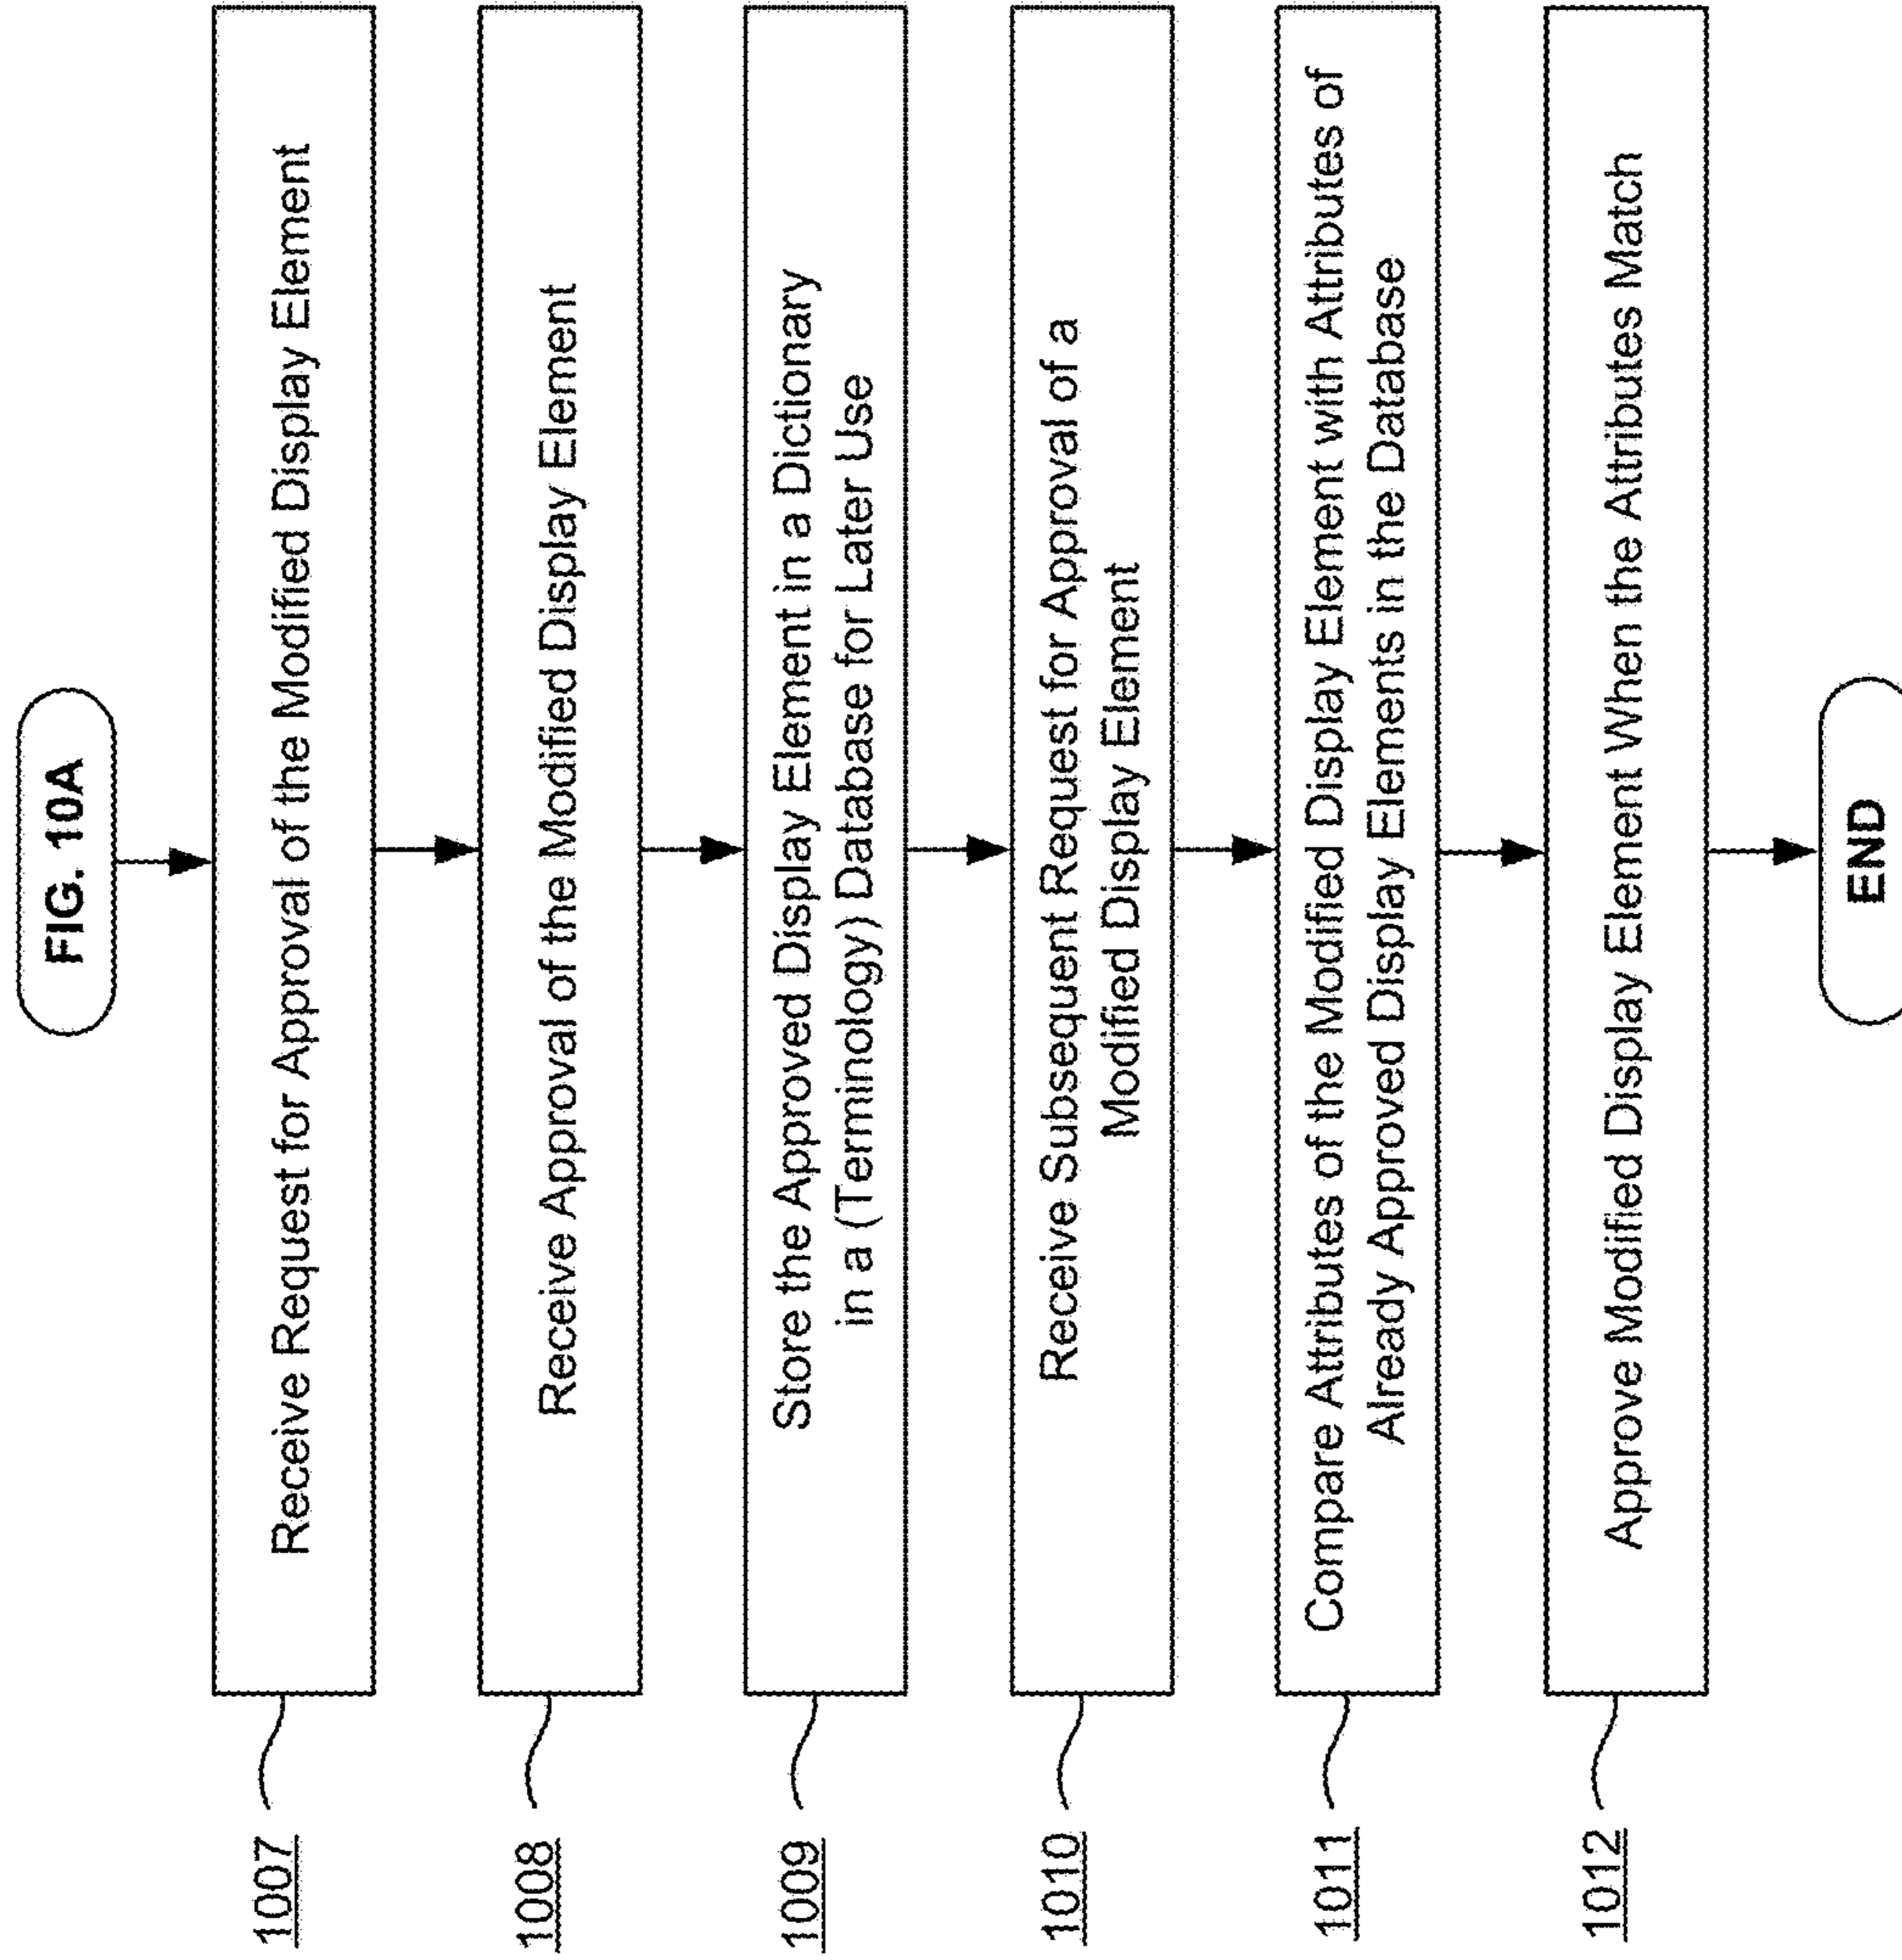 FIG. 10A
1007
Receive Request for Approval of the Modified Display Element
1008
Receive Approval of the Modified Display Element
1009
Store the Approved Display Element in a Dictionary
in a (Terminology) Database for Later Use
1010
Receive Subsequent Request for Approval of a
Modified Display Element
1011
Compare Attributes of the Modified Display Element with Attributes of
Already Approved Display Elements in the Database
1012
Approve Modified Display Element When the Attributes Match
END